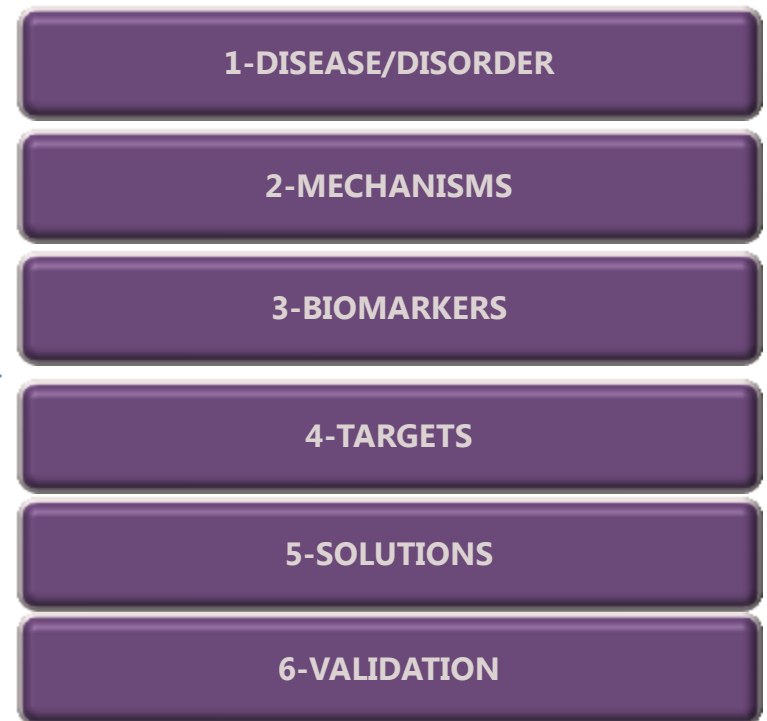 1-DISEASE/DISORDER
2-MECHANISMS
3-BIOMARKERS
4-TARGETS
5-SOLUTIONS
6-VALIDATION